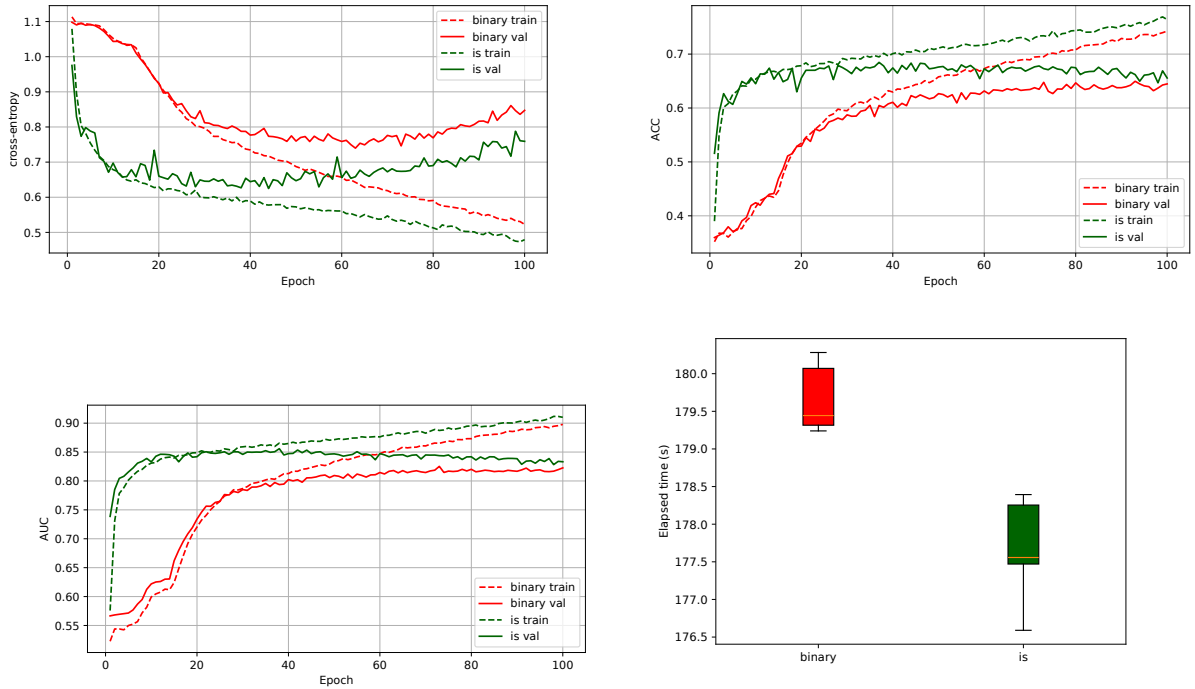 cross-entropy
1.1
1.0
0.9
0.8
0.7
0.6
0.5
0
20
40
60
80
100
Epoch
binary train
binary val
is train
is val
ACC
0.7
0.6
0.5
0.4
0
20
40
60
80
100
Epoch
binary train
binary val
is train
is val
AUC
0.90
0.85
0.80
0.75
0.70
0.65
0.60
0.55
0
20
40
60
80
100
Epoch
binary train
binary val
is train
is val
Elapsed time (s)
180.0
179.5
179.0
178.5
178.0
177.5
177.0
176.5
binary
is